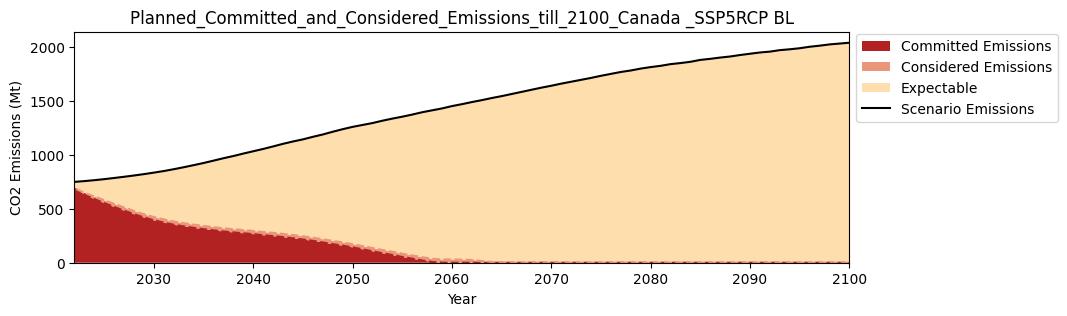 Planned_Committed_and_Considered_Emissions_till_2100_Canada _SSP5RCP BL
Committed Emissions
Considered Emissions
Expectable
Scenario Emissions
CO2 Emissions (Mt)
2000
1500
1000
500
0
2030 2040 2050 2060 2070 2080 2090 2100
Year